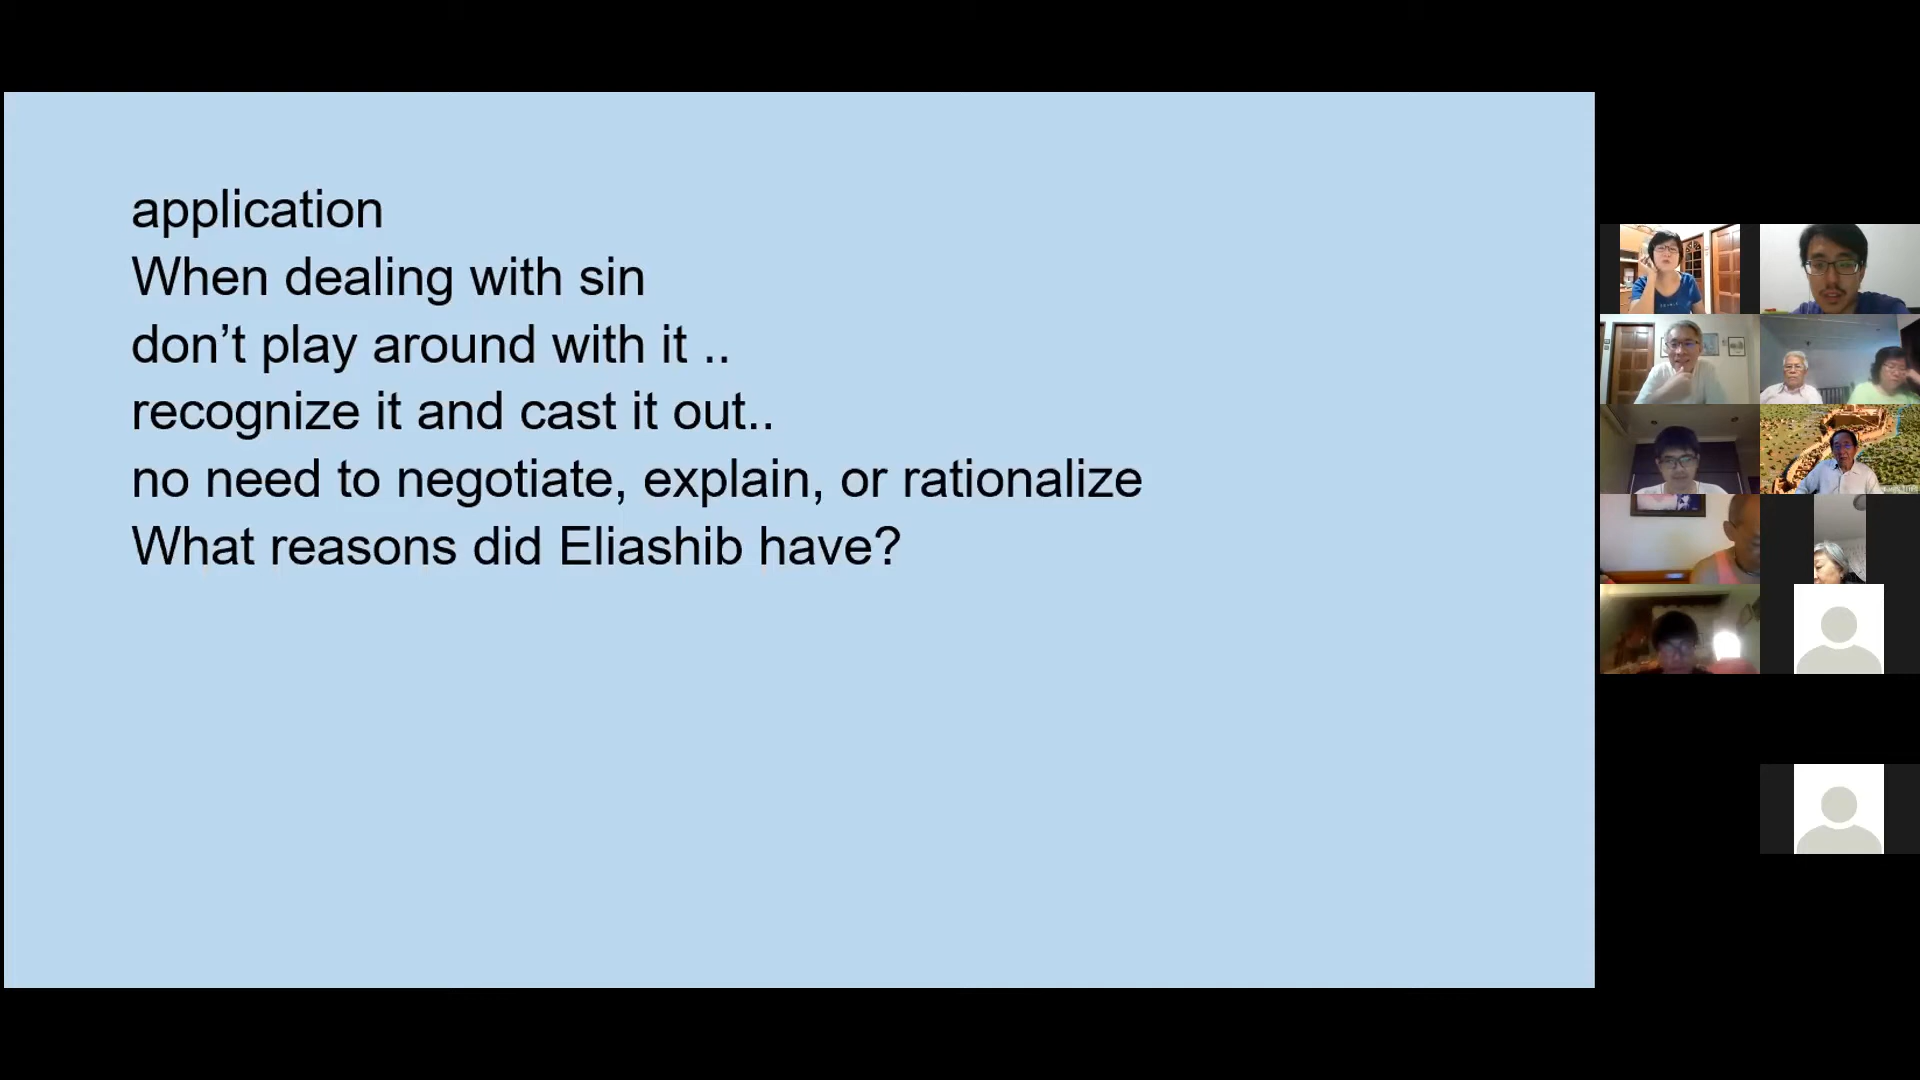 application
When dealing with sin
don’t play around with it ..
recognize it and cast it out..
no need to negotiate, explain, or rationalize
What reasons did Eliashib have?